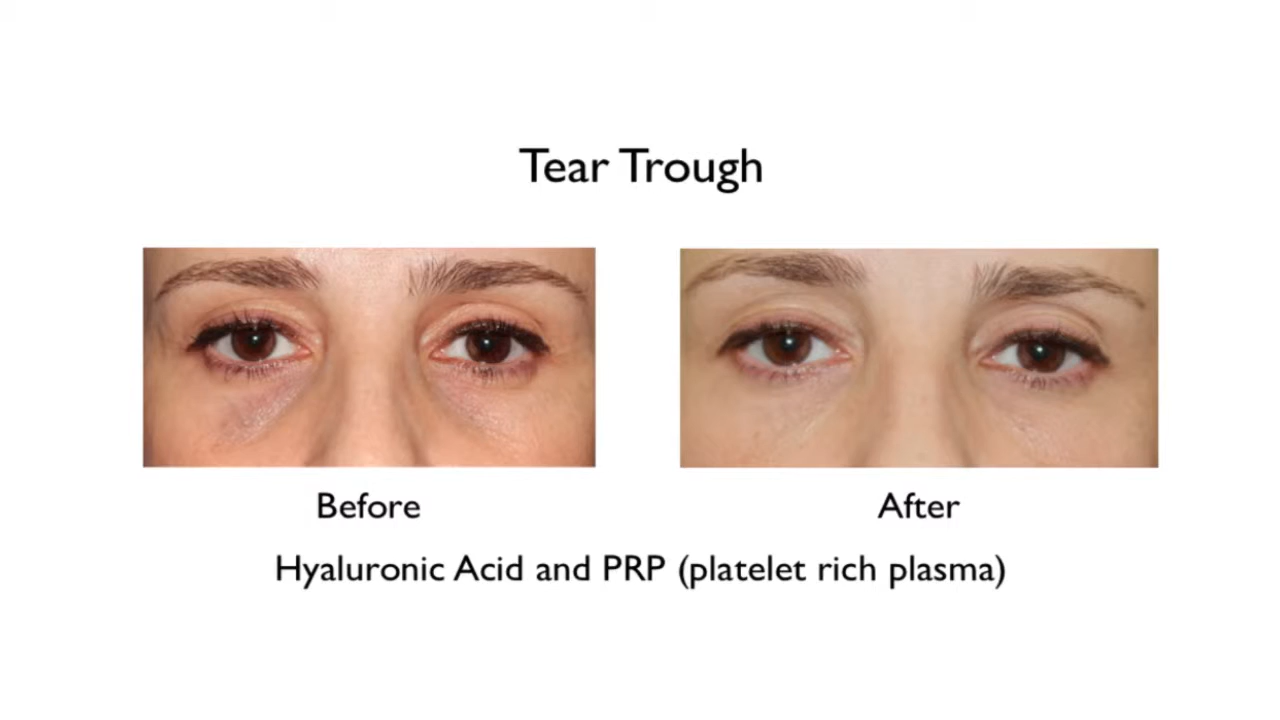 Tear Trough
Before
After
Hyaluronic Acid and PRP (platelet rich plasma)